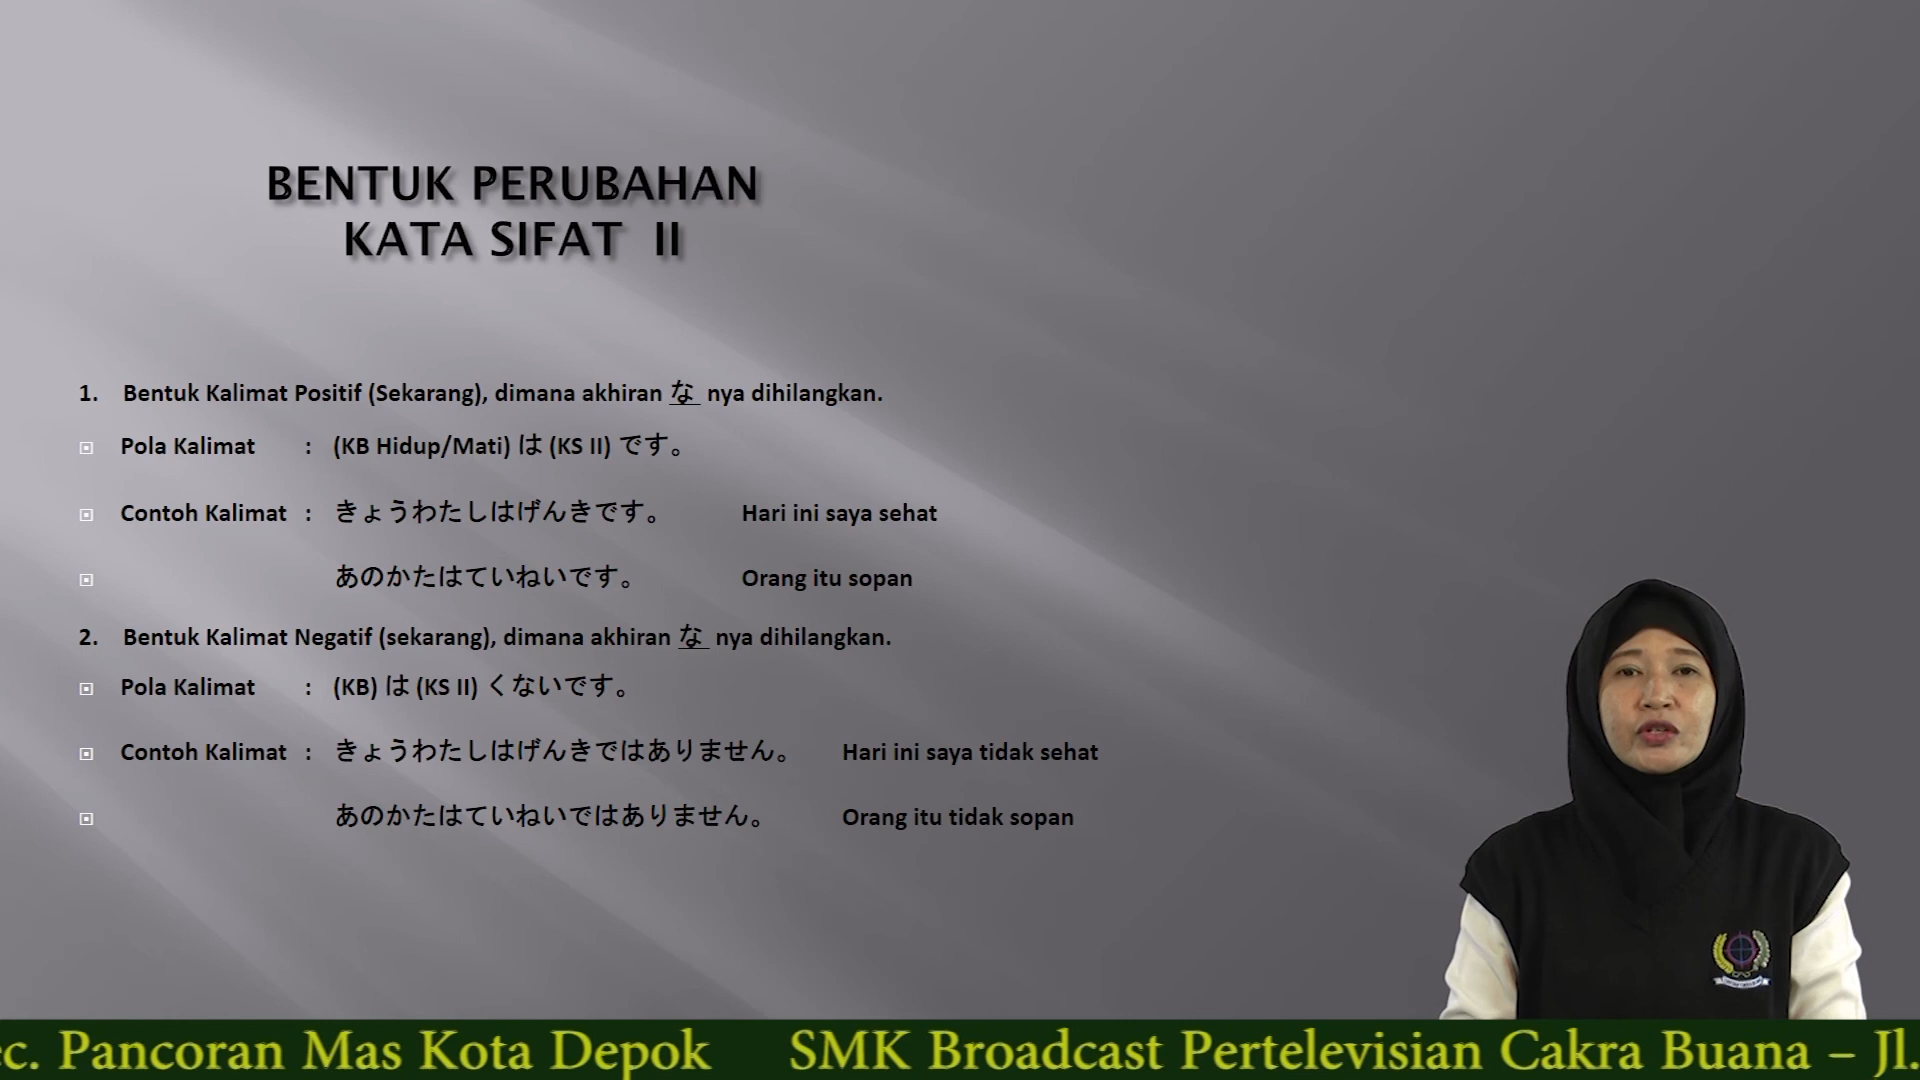 BENTUK PERUBAHAN
KATA SIFAT II
1. Bentuk Kalimat Positif (Sekarang), dimana akhiran な nya dihilangkan.
Pola Kalimat : (KB Hidup/Mati) は (KS II) です。
Contoh Kalimat : きょうわたしはげんきです。 Hari ini saya sehat
あのかたはていねいです。 Orang itu sopan
2. Bentuk Kalimat Negatif (sekarang), dimana akhiran な nya dihilangkan.
Pola Kalimat : (KB) は (KS II) くないです。
Contoh Kalimat : きょうわたしはげんきではありません。 Hari ini saya tidak sehat
あのかたはていねいではありません。 Orang itu tidak sopan
ec. Pancoran Mas Kota Depok SMK Broadcast Pertelevisian Cakra Buana – Jl.